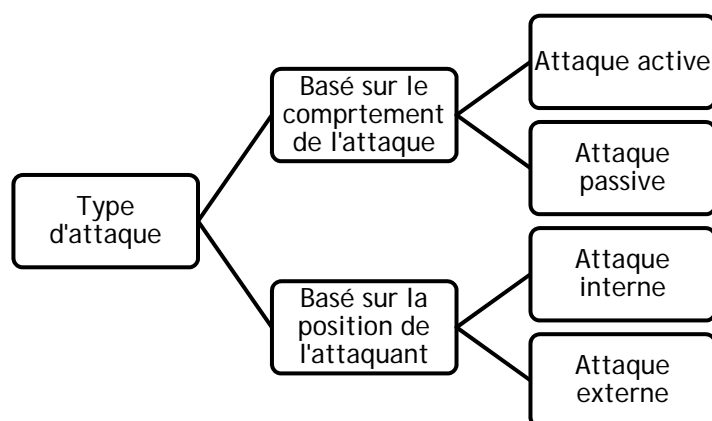 Type
d'attaque
Basé sur le
comprtement
de l'attaque
Attaque active
Attaque
passive
Basé sur la
position de
l'attaquant
Attaque
interne
Attaque
externe